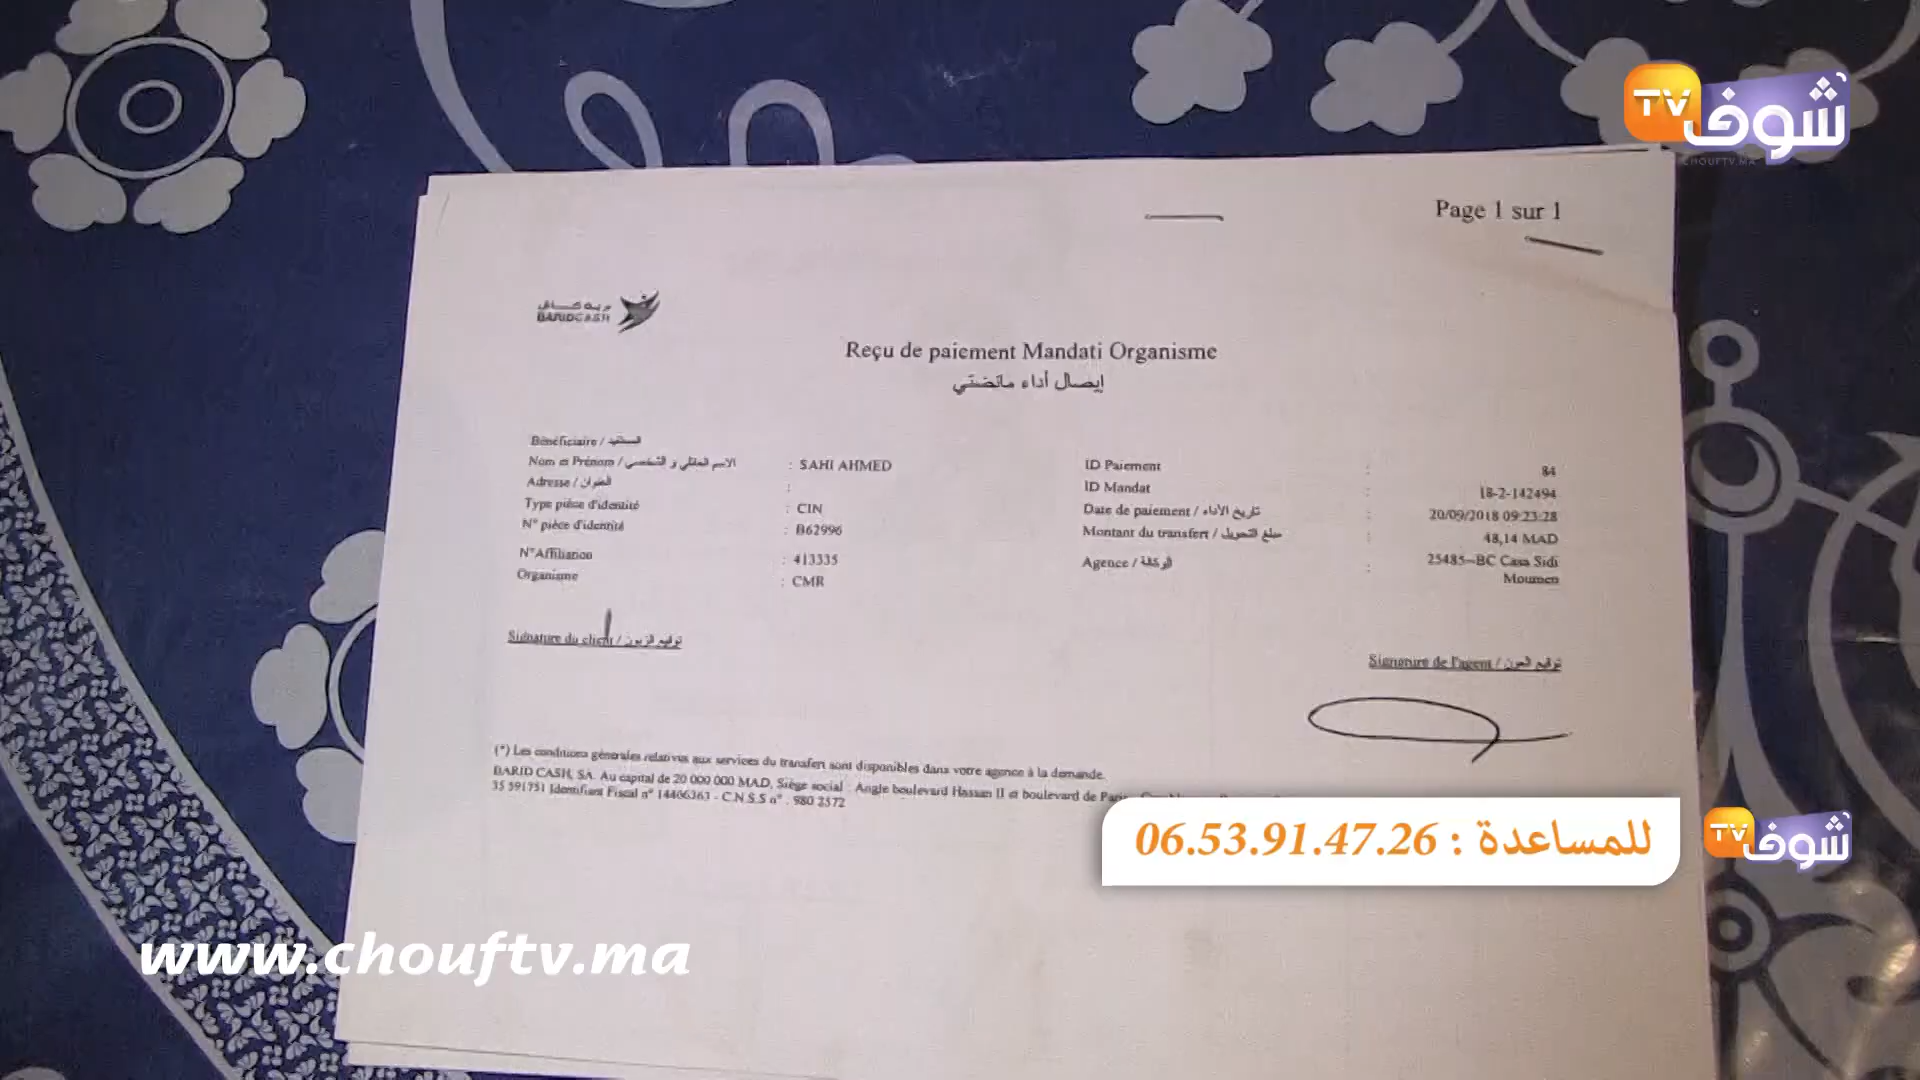 TV شوف
CHOUFTV.MA
Page 1 sur 1
بريد كاش
BARIDCASH
Reçu de paiement Mandati Organisme
إيصال أداء مانضتي
Bénéficiaire / المستفيد
Nom et Prénom / الاسم العائلي و الشخصي : SAHI AHMED
Adresse / العنوان :
Type pièce d'identité : CIN
N° pièce d'identité : B62996
N°Affiliation : 413335
Organisme : CMR
ID Paiement : 84
ID Mandat : 18-2-142494
Date de paiement / تاريخ الأداء : 20/09/2018 09:23:28
Montant du transfert / مبلغ التحويل : 48,14 MAD
Agence / الوكالة : 25485--BC Casa Sidi
Moumen
Signature du client / توقيع الزبون
Signature de l'agent / توقيع العون
(*) Les conditions générales relatives aux services du transfert sont disponibles dans votre agence à la demande.
BARID CASH, SA. Au capital de 20 000 000 MAD, Siège social : Angle boulevard Hassan II et boulevard de
35 591751 Identifiant Fiscal n° 14406363 - C.N.S.S n° . 980 2572
للمساعدة : 06.53.91.47.26
TV شوف
www.chouftv.ma